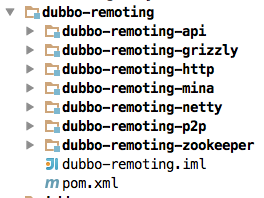 dubbo-remoting
dubbo-remoting-api
dubbo-remoting-grizzly
dubbo-remoting-http
dubbo-remoting-mina
dubbo-remoting-netty
dubbo-remoting-p2p
dubbo-remoting-zookeeper
dubbo-remoting.iml
pom.xml